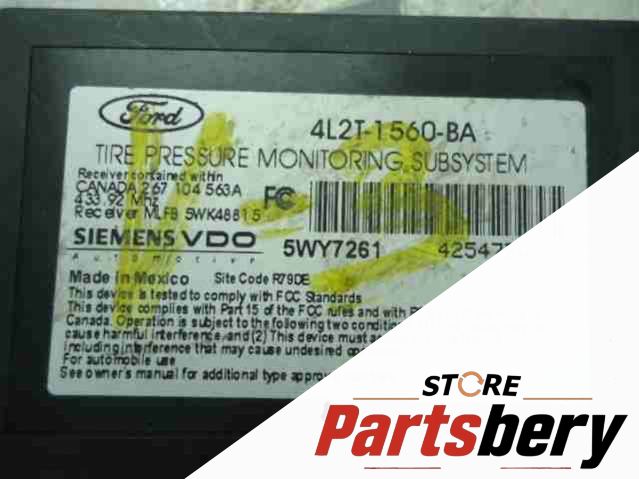 Ford
4L2T-1560-BA
TIRE PRESSURE MONITORING SUBSYSTEM
Receiver contained within
CANADA 267 104 563A
433.92 Mhz
Receiver MLFB 5WK48815
FC
SIEMENS VDO
Automotive
5WY7261
42547
Made in Mexico Site Code R79DE
This device is tested to comply with FCC Standards
This device complies with Part 15 of the FCC rules and with
Canada. Operation is subject to the following two
cause harmful interference, and (2) This device must
including interference that may cause undesired
For automobile use
See owner's manual for additional type
STORE
Partsbery